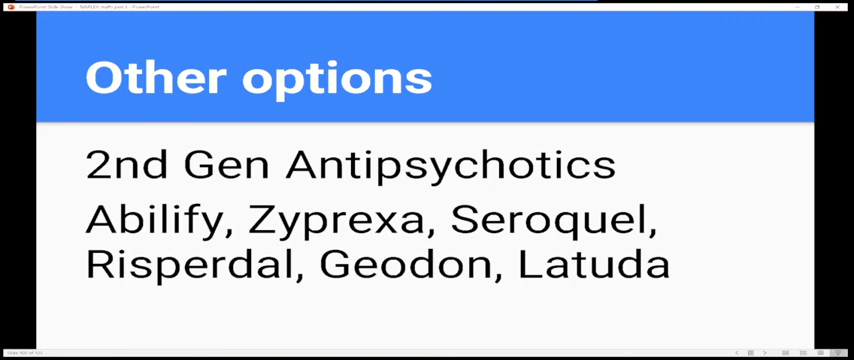 Other options
2nd Gen Antipsychotics
Abilify, Zyprexa, Seroquel,
Risperdal, Geodon, Latuda